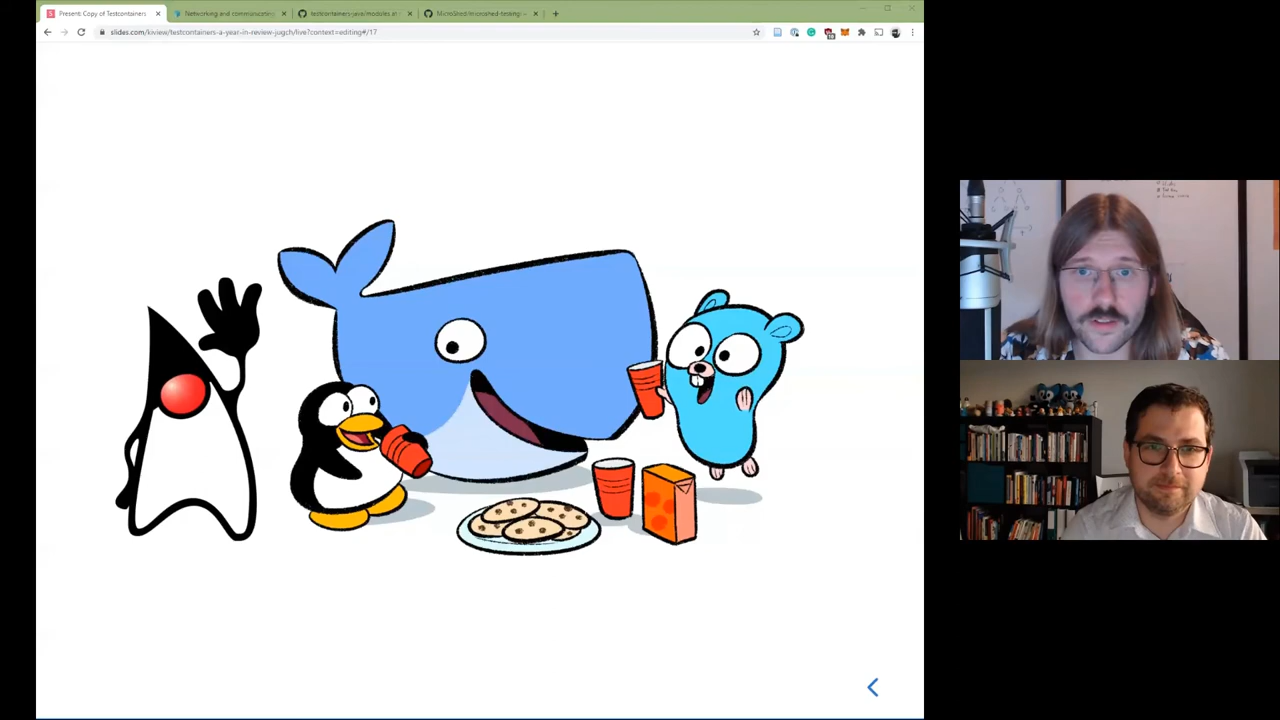 Present: Copy of Testcontainers
Networking and communicating
testcontainers-java/modules at
MicroShed/microshed-testing:
slides.com/kiview/testcontainers-a-year-in-review-jugch/live?context=editing#/17